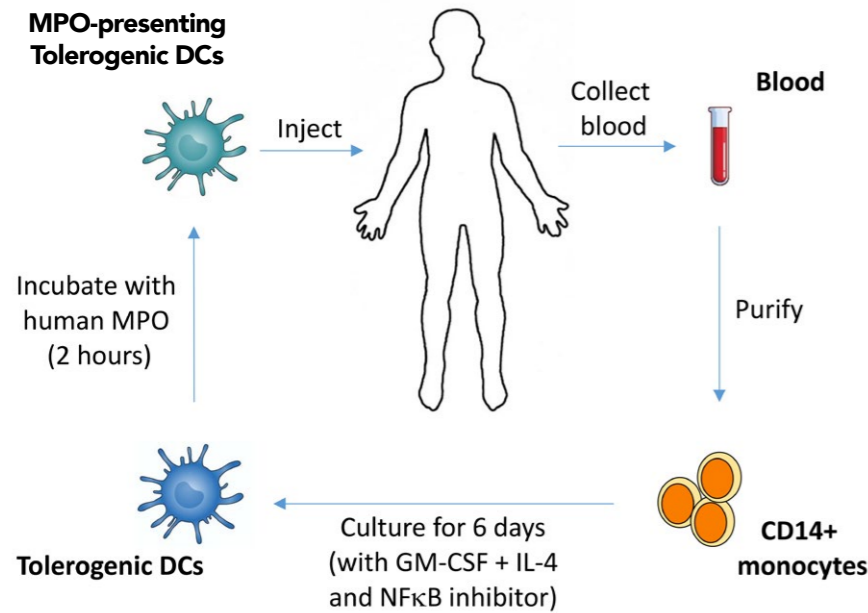 MPO-presenting
Tolerogenic DCs
Inject
Collect
blood
Blood
Purify
CD14+
monocytes
Culture for 6 days
(with GM-CSF + IL-4
and NFκB inhibitor)
Tolerogenic DCs
Incubate with
human MPO
(2 hours)